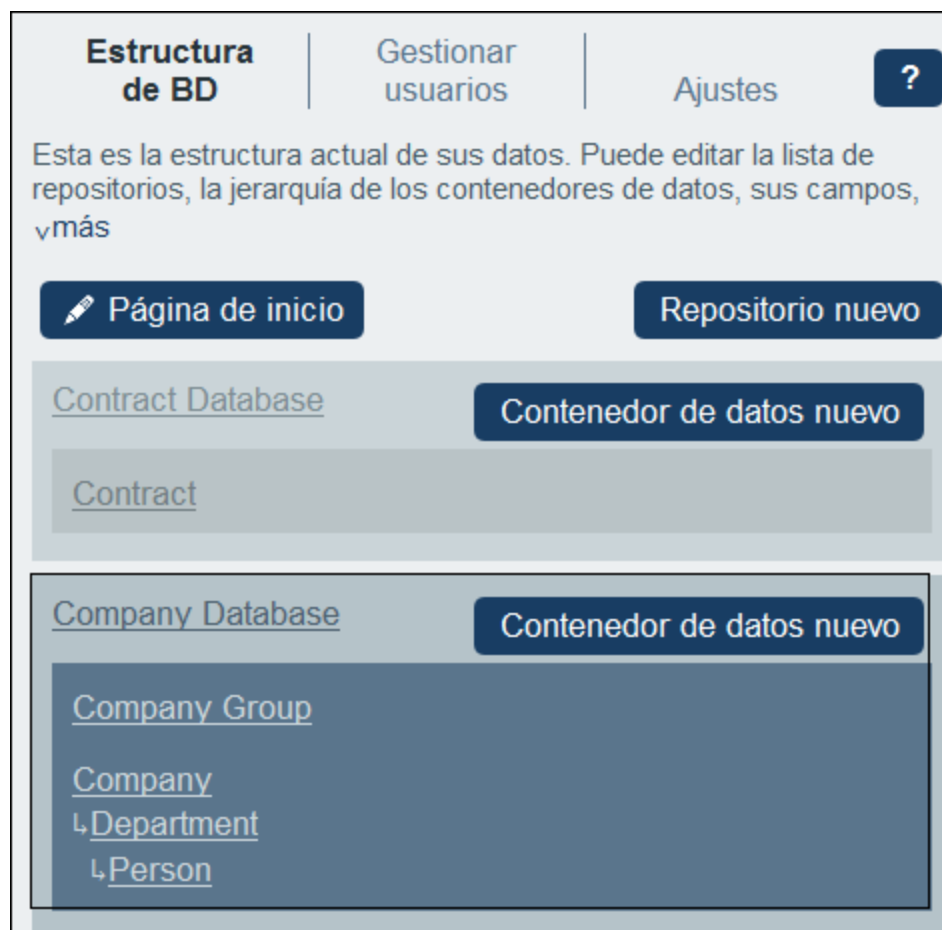 Estructura
de BD
Gestionar
usuarios
Ajustes
?
Esta es la estructura actual de sus datos. Puede editar la lista de
repositorios, la jerarquía de los contenedores de datos, sus campos,
más
Página de inicio
Repositorio nuevo
Contract Database
Contenedor de datos nuevo
Contract
Company Database
Contenedor de datos nuevo
Company Group
Company
↳Department
↳Person